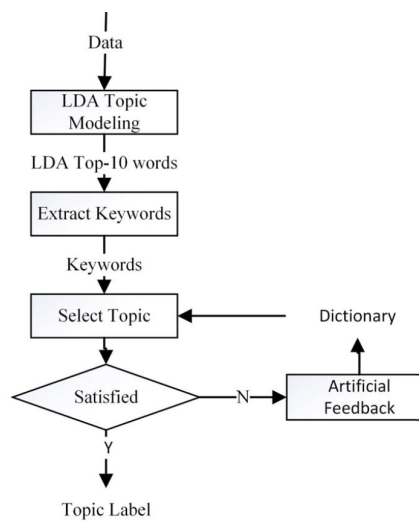 Data
LDA Topic
Modeling
LDA Top-10 words
Extract Keywords
Keywords
Select Topic
Dictionary
Satisfied
N
Artificial
Feedback
Y
Topic Label